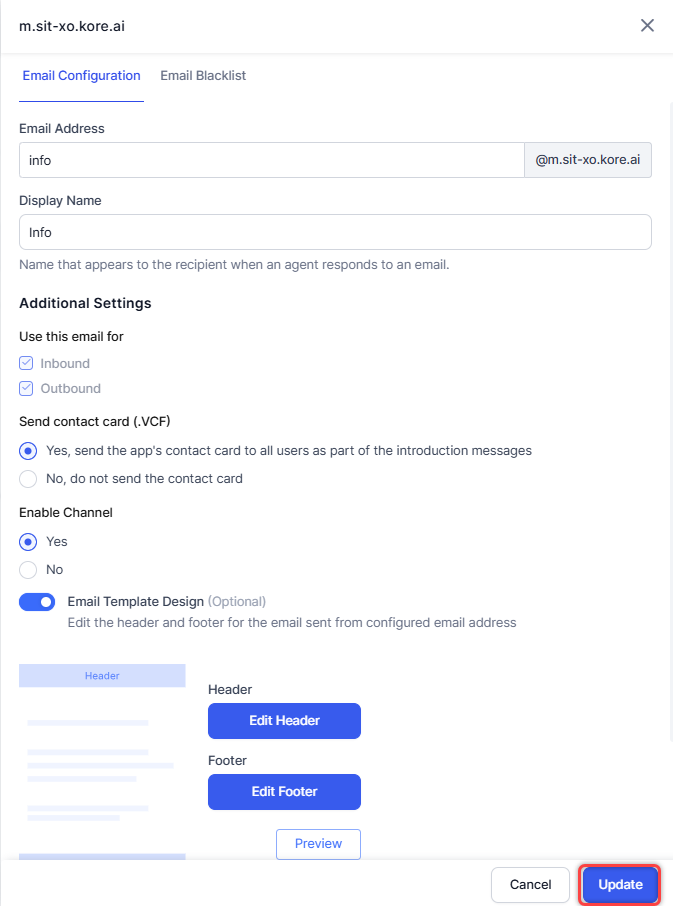 m.sit-xo.kore.ai
Email Configuration Email Blacklist
Email Address
info @m.sit-xo.kore.ai
Display Name
Info
Name that appears to the recipient when an agent responds to an email.
Additional Settings
Use this email for
Inbound
Outbound
Send contact card (.VCF)
Yes, send the app's contact card to all users as part of the introduction messages
No, do not send the contact card
Enable Channel
Yes
No
Email Template Design (Optional)
Edit the header and footer for the email sent from configured email address
Header
Header
Edit Header
Footer
Edit Footer
Preview
Cancel Update